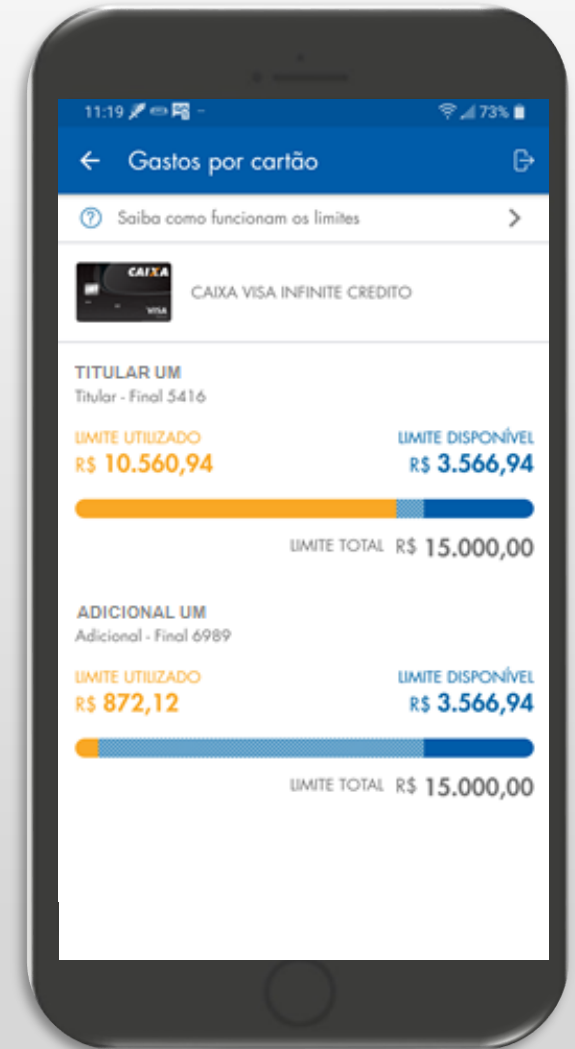 11:19 73%
Gastos por cartão
Saiba como funcionam os limites
CAIXA
VISA
CAIXA VISA INFINITE CREDITO
TITULAR UM
Titular - Final 5416
LIMITE UTILIZADO LIMITE DISPONÍVEL
R$ 10.560,94 R$ 3.566,94
LIMITE TOTAL R$ 15.000,00
ADICIONAL UM
Adicional - Final 6989
LIMITE UTILIZADO LIMITE DISPONÍVEL
R$ 872,12 R$ 3.566,94
LIMITE TOTAL R$ 15.000,00